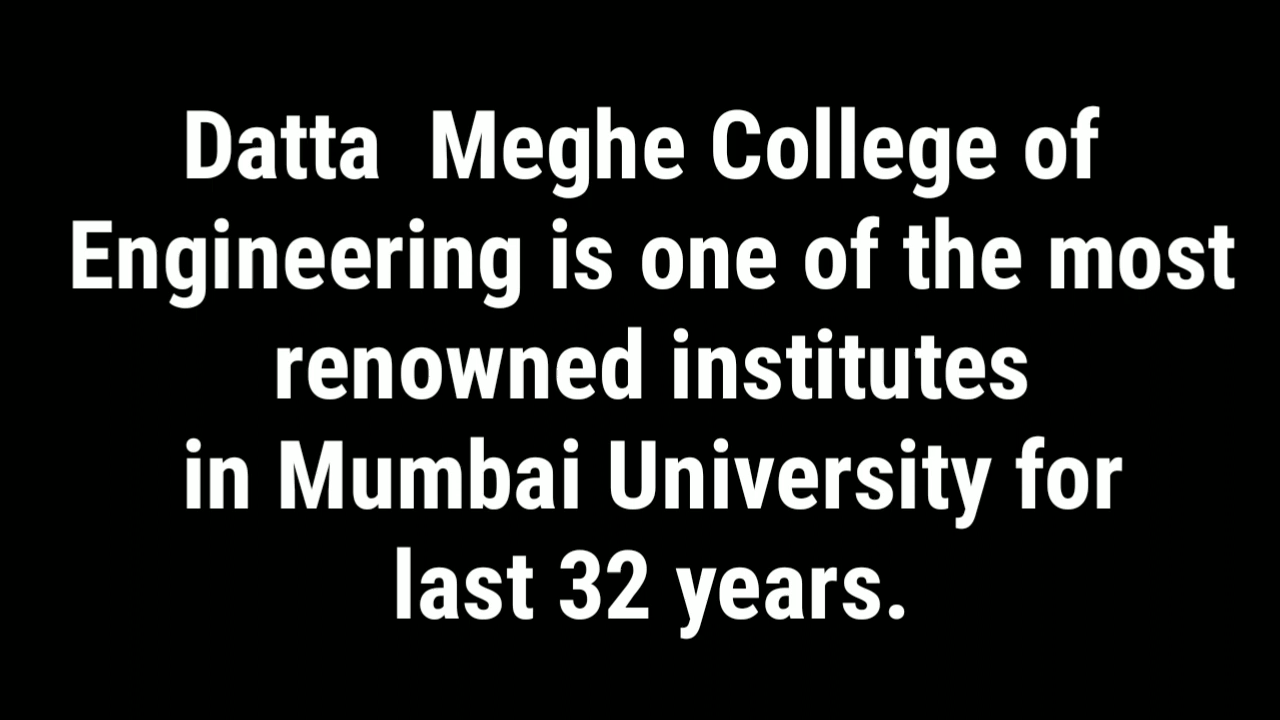 Datta  Meghe College of
Engineering is one of the most
renowned institutes
in Mumbai University for
last 32 years.